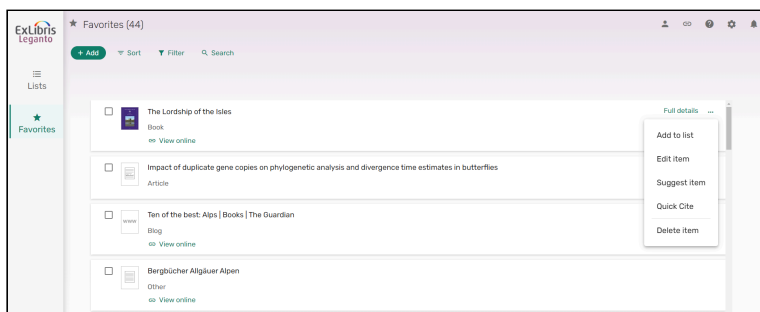 ExLibris
Leganto
Favorites (44)
+ Add
Sort
Filter
Search
Lists
Favorites
The Lordship of the Isles
Book
View online
Full details ...
Add to list
Edit item
Suggest item
Quick Cite
Delete item
Impact of duplicate gene copies on phylogenetic analysis and divergence time estimates in butterflies
Article
www
Ten of the best: Alps | Books | The Guardian
Blog
View online
Bergbücher Allgäuer Alpen
Other
View online